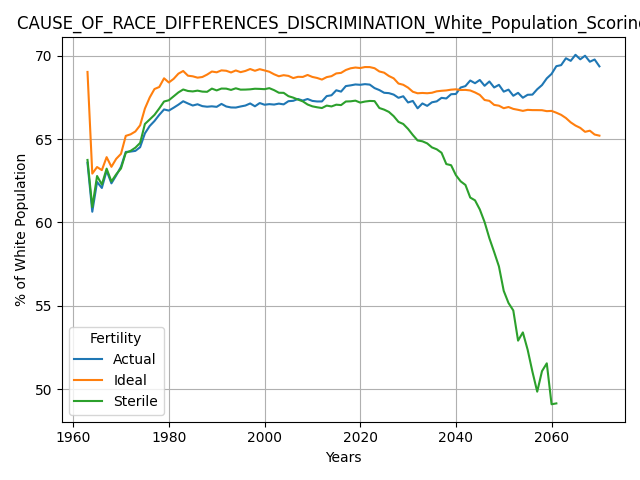 CAUSE_OF_RACE_DIFFERENCES_DISCRIMINATION_White_Population_Scoring
% of White Population
70
65
60
55
50
Fertility
Actual
Ideal
Sterile
1960 1980 2000 2020 2040 2060
Years